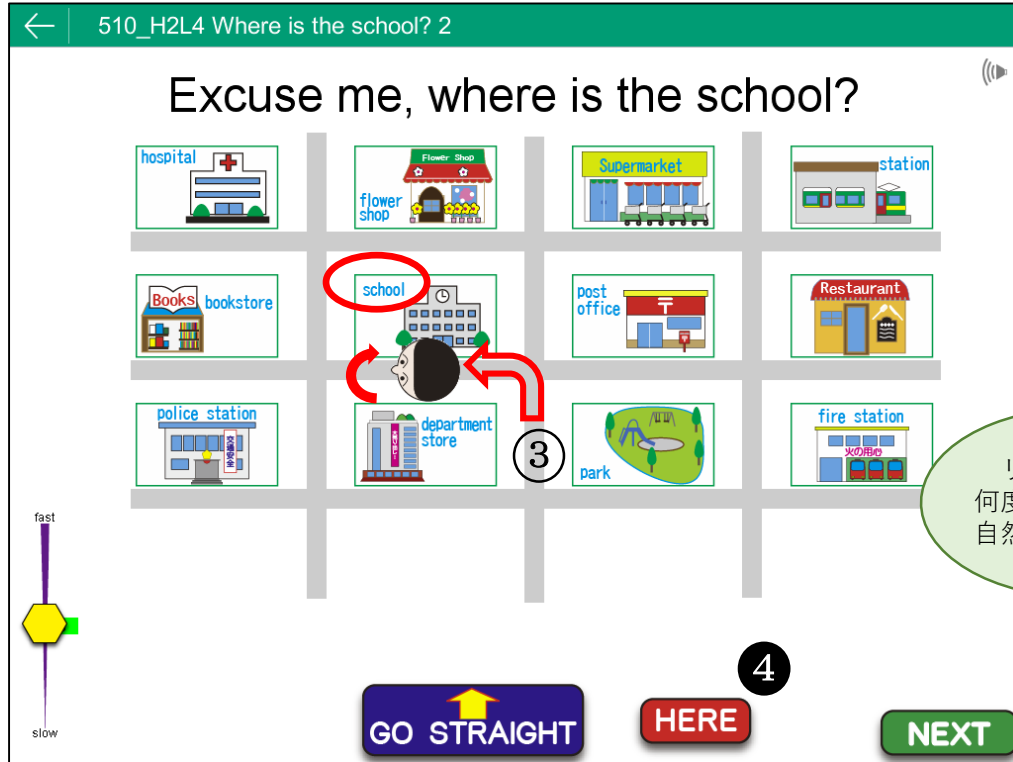 510_H2L4 Where is the school? 2
Excuse me, where is the school?
hospital
Flower Shop
flower
shop
Supermarket
station
Books
bookstore
school
post
office
〒
Restaurant
police station
交通安全
department
store
③
park
fire station
火の用心
何度
自然
fast
slow
④
GO STRAIGHT
HERE
NEXT